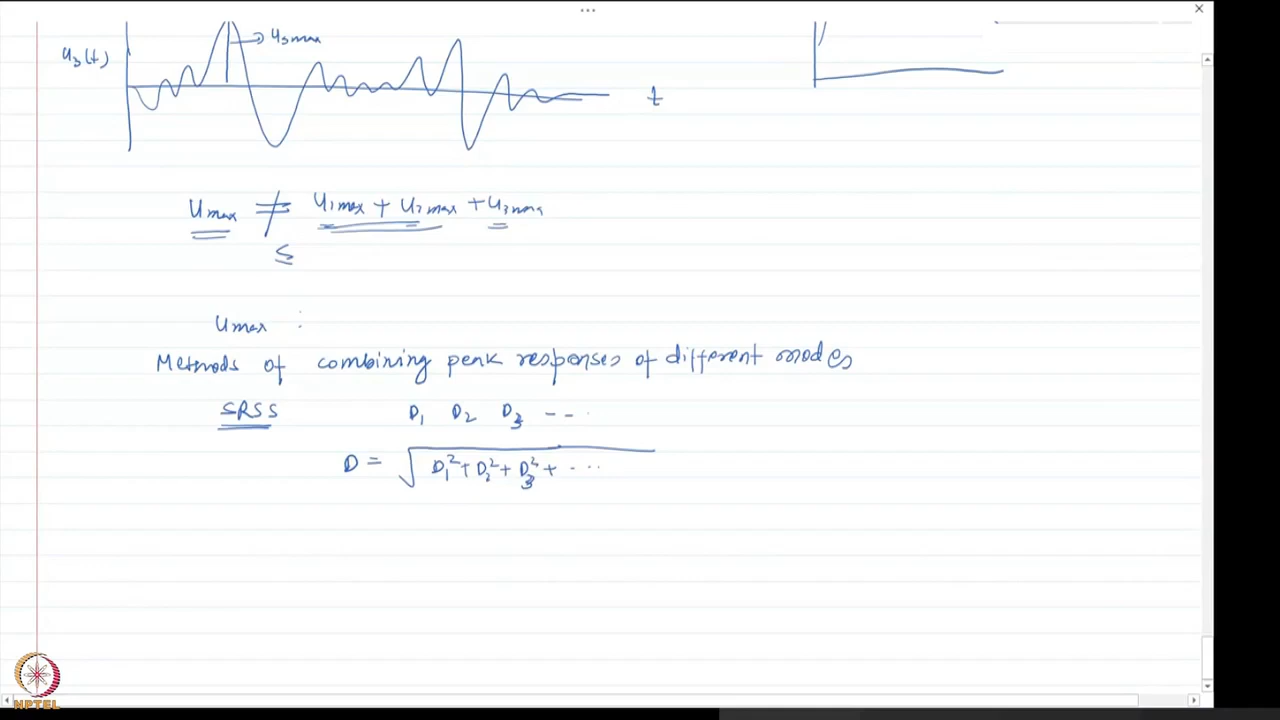 u₃(t)
u₃max
t
Umax ≠ U₁max + U₂max + U₃max
≤
Umax :
Methods of combining peak responses of different modes
SRSS D₁ D₂ D₃ -- ·
D = √(D₁² + D₂² + D₃² + ····)
NPTEL